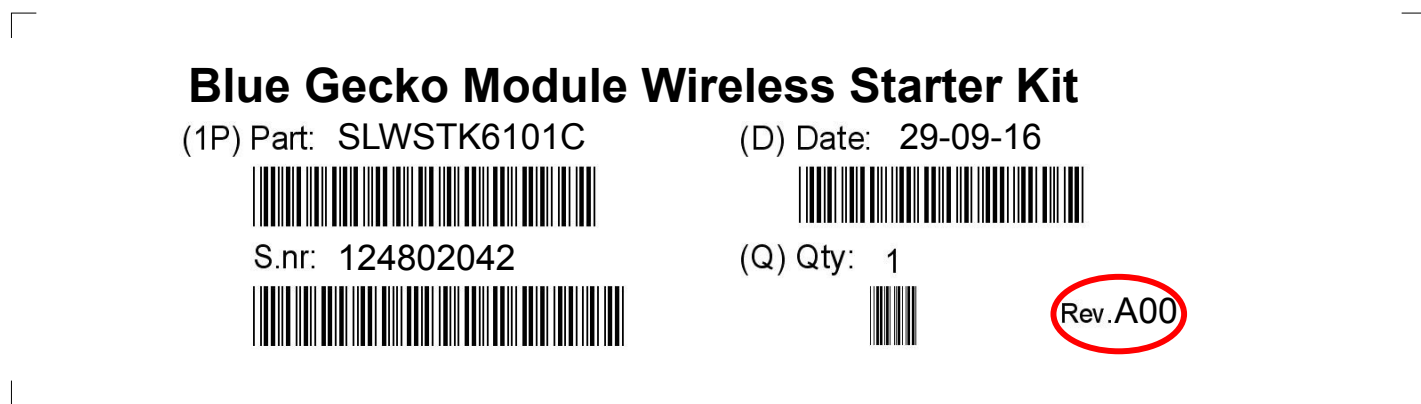 Blue Gecko Module Wireless Starter Kit
(1P) Part: SLWSTK6101C (D) Date: 29-09-16
S.nr: 124802042 (Q) Qty: 1
Rev.A00